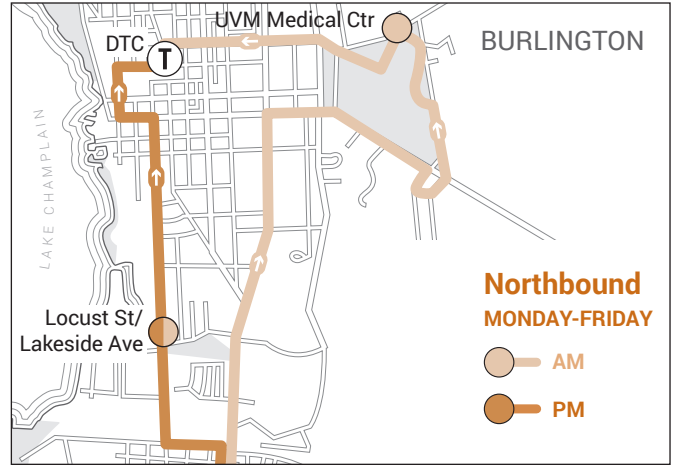 UVM Medical Ctr
DTC
T
BURLINGTON
LAKE CHAMPLAIN
Locust St/
Lakeside Ave
Northbound
MONDAY-FRIDAY
AM
PM